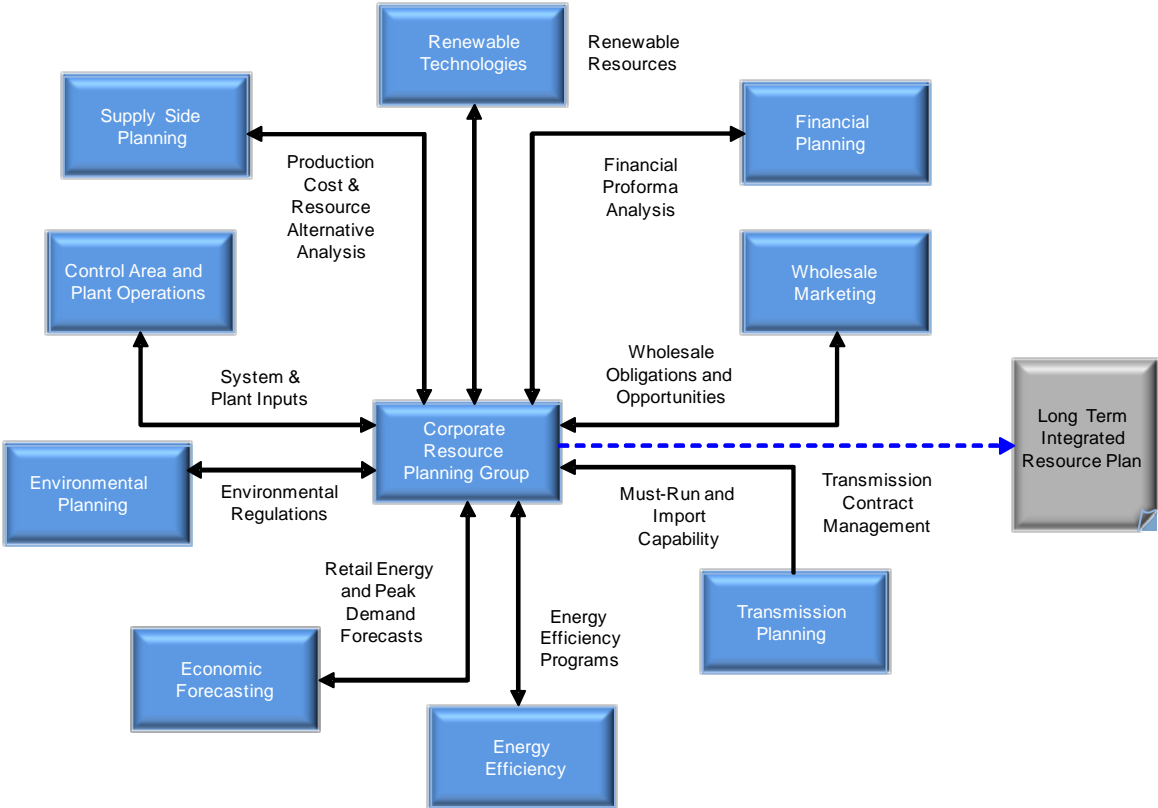 Renewable
Technologies
Renewable
Resources
Supply Side
Planning
Financial
Planning
Production
Cost &
Resource
Alternative
Analysis
Financial
Proforma
Analysis
Control Area and
Plant Operations
Wholesale
Marketing
System &
Plant Inputs
Wholesale
Obligations and
Opportunities
Corporate
Resource
Planning Group
Long Term
Integrated
Resource Plan
Environmental
Planning
Environmental
Regulations
Must-Run and
Import
Capability
Transmission
Contract
Management
Retail Energy
and Peak
Demand
Forecasts
Energy
Efficiency
Programs
Transmission
Planning
Economic
Forecasting
Energy
Efficiency